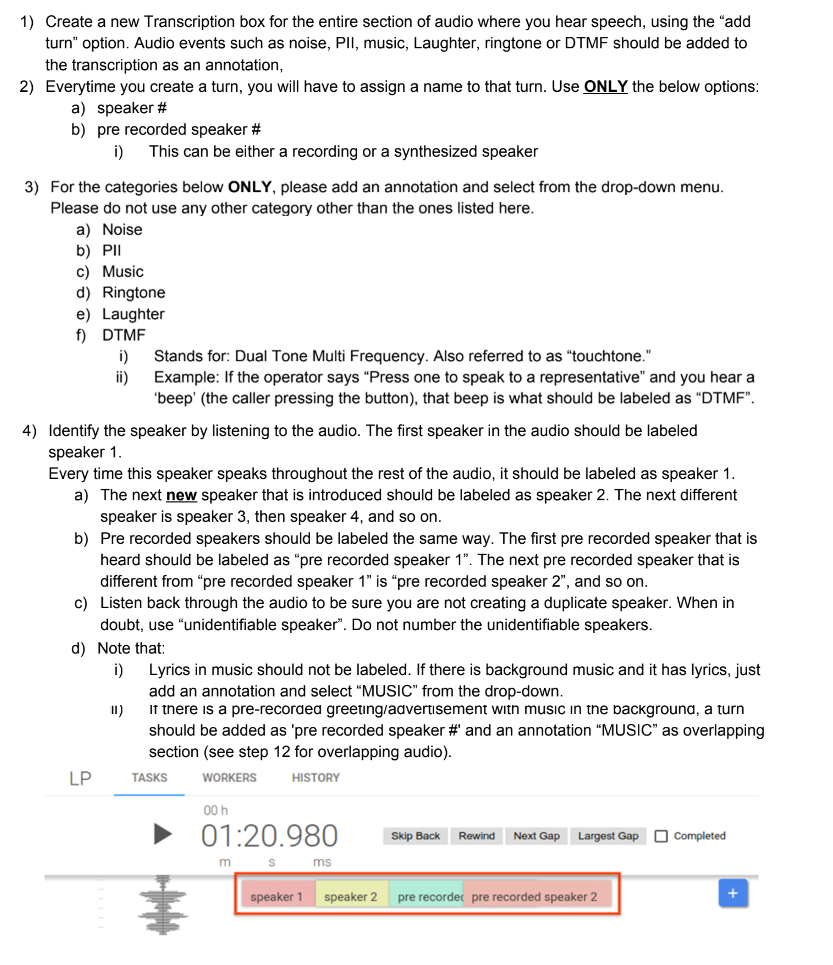 1) Create a new Transcription box for the entire section of audio where you hear speech, using the “add
turn” option. Audio events such as noise, PII, music, Laughter, ringtone or DTMF should be added to
the transcription as an annotation,
2) Everytime you create a turn, you will have to assign a name to that turn. Use ONLY the below options:
a) speaker #
b) pre recorded speaker #
i) This can be either a recording or a synthesized speaker
3) For the categories below ONLY, please add an annotation and select from the drop-down menu.
Please do not use any other category other than the ones listed here.
a) Noise
b) PII
c) Music
d) Ringtone
e) Laughter
f) DTMF
i) Stands for: Dual Tone Multi Frequency. Also referred to as “touchtone.”
ii) Example: If the operator says “Press one to speak to a representative” and you hear a
‘beep’ (the caller pressing the button), that beep is what should be labeled as “DTMF”.
4) Identify the speaker by listening to the audio. The first speaker in the audio should be labeled
speaker 1.
Every time this speaker speaks throughout the rest of the audio, it should be labeled as speaker 1.
a) The next new speaker that is introduced should be labeled as speaker 2. The next different
speaker is speaker 3, then speaker 4, and so on.
b) Pre recorded speakers should be labeled the same way. The first pre recorded speaker that is
heard should be labeled as “pre recorded speaker 1”. The next pre recorded speaker that is
different from “pre recorded speaker 1” is “pre recorded speaker 2”, and so on.
c) Listen back through the audio to be sure you are not creating a duplicate speaker. When in
doubt, use “unidentifiable speaker”. Do not number the unidentifiable speakers.
d) Note that:
i) Lyrics in music should not be labeled. If there is background music and it has lyrics, just
add an annotation and select “MUSIC” from the drop-down.
ii) If there is a pre-recorded greeting/advertisement with music in the background, a turn
should be added as 'pre recorded speaker #' and an annotation “MUSIC” as overlapping
section (see step 12 for overlapping audio).
LP TASKS WORKERS HISTORY
00 h
01:20.980 Skip Back Rewind Next Gap Largest Gap Completed
m s ms
speaker 1 speaker 2 pre recorded pre recorded speaker 2 +